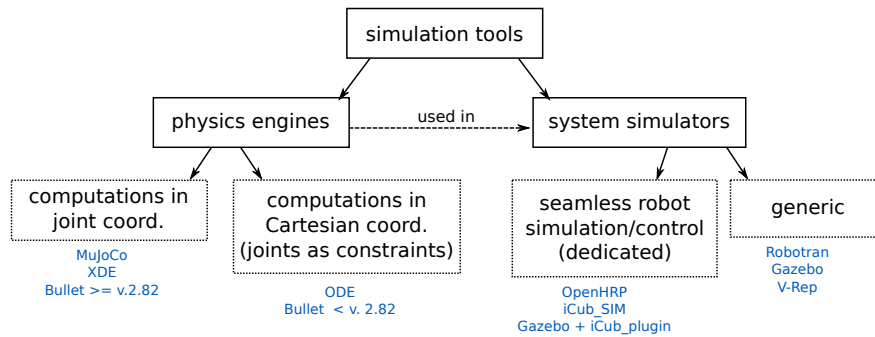 simulation tools
physics engines
used in
system simulators
computations in
joint coord.
MuJoCo
XDE
Bullet >= v.2.82
computations in
Cartesian coord.
(joints as constraints)
ODE
Bullet < v. 2.82
seamless robot
simulation/control
(dedicated)
OpenHRP
iCub_SIM
Gazebo + iCub_plugin
generic
Robotran
Gazebo
V-Rep